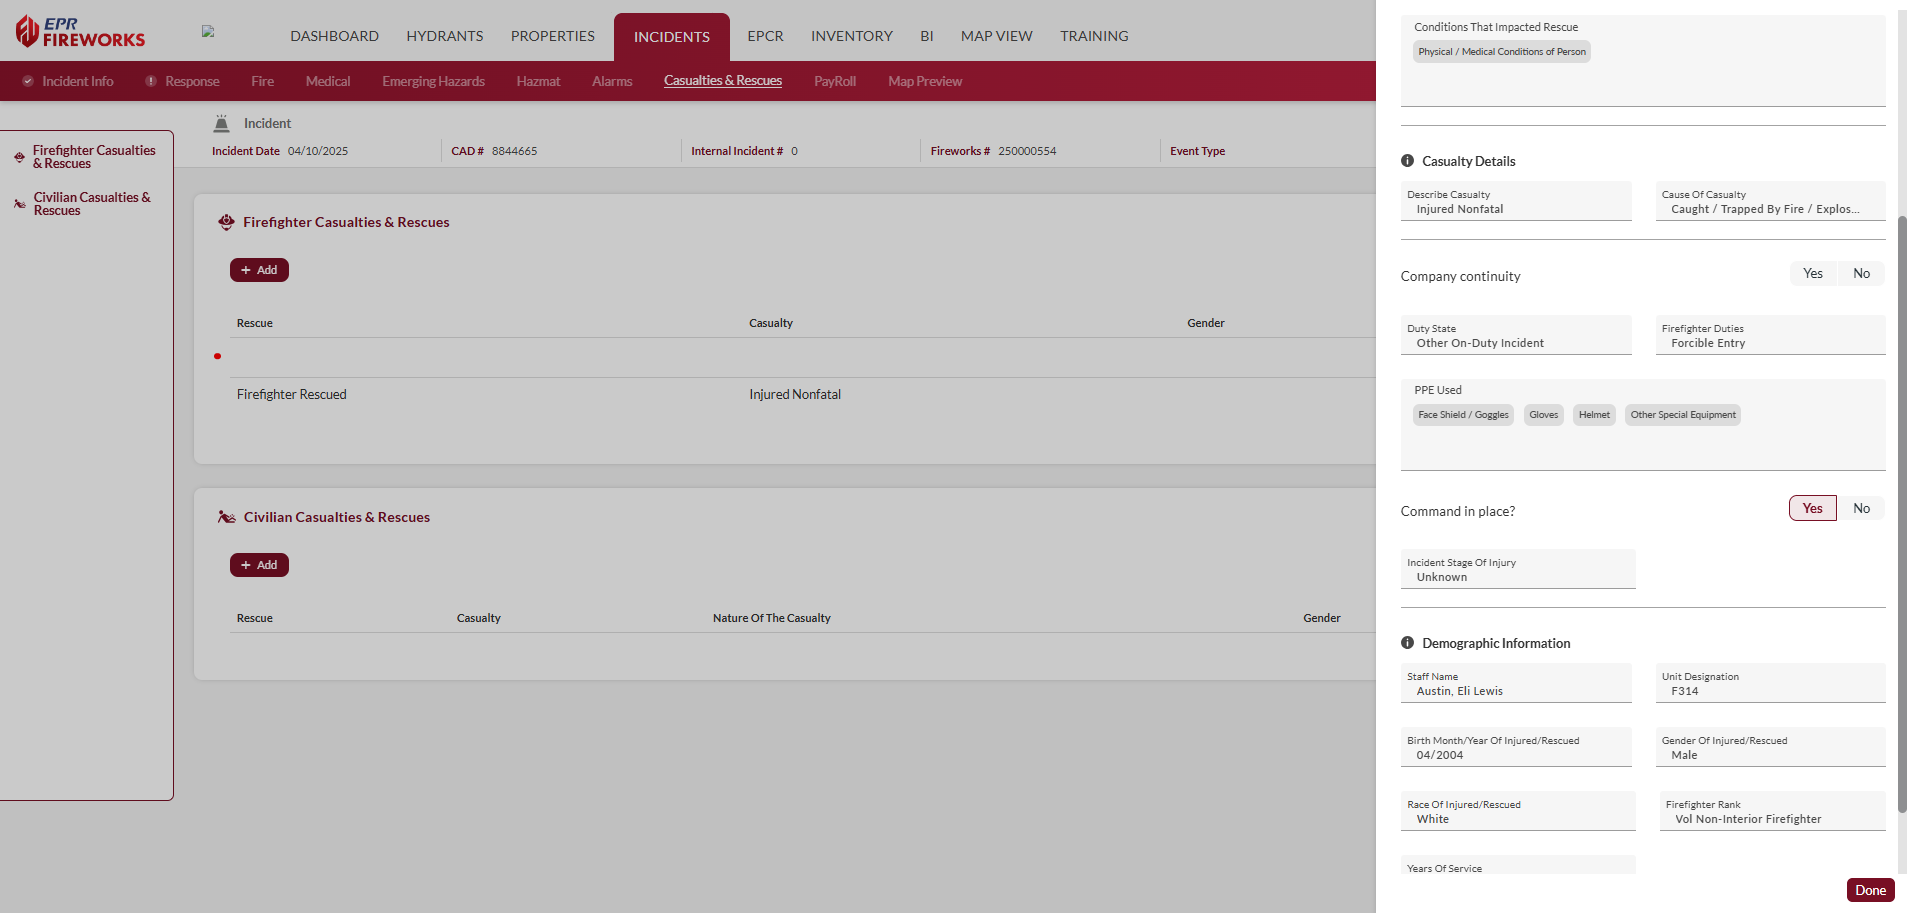 EPR
FIREWORKS
DASHBOARD
HYDRANTS
PROPERTIES
INCIDENTS
EPCR
INVENTORY
BI
MAP VIEW
TRAINING
Incident Info
Response
Fire
Medical
Emerging Hazards
Hazmat
Alarms
Casualties & Rescues
PayRoll
Map Preview
Firefighter Casualties
& Rescues
Civilian Casualties &
Rescues
Incident
Incident Date 04/10/2025
CAD # 8844665
Internal Incident # 0
Fireworks # 250000554
Event Type
Firefighter Casualties & Rescues
+ Add
Rescue Casualty Gender
Firefighter Rescued Injured Nonfatal
Civilian Casualties & Rescues
+ Add
Rescue Casualty Nature Of The Casualty Gender
Conditions That Impacted Rescue
Physical / Medical Conditions of Person
Casualty Details
Describe Casualty
Injured Nonfatal
Cause Of Casualty
Caught / Trapped By Fire / Explos...
Company continuity
Yes No
Duty State
Other On-Duty Incident
Firefighter Duties
Forcible Entry
PPE Used
Face Shield / Goggles Gloves Helmet Other Special Equipment
Command in place?
Yes No
Incident Stage Of Injury
Unknown
Demographic Information
Staff Name
Austin, Eli Lewis
Unit Designation
F314
Birth Month/Year Of Injured/Rescued
04/2004
Gender Of Injured/Rescued
Male
Race Of Injured/Rescued
White
Firefighter Rank
Vol Non-Interior Firefighter
Years Of Service
Done